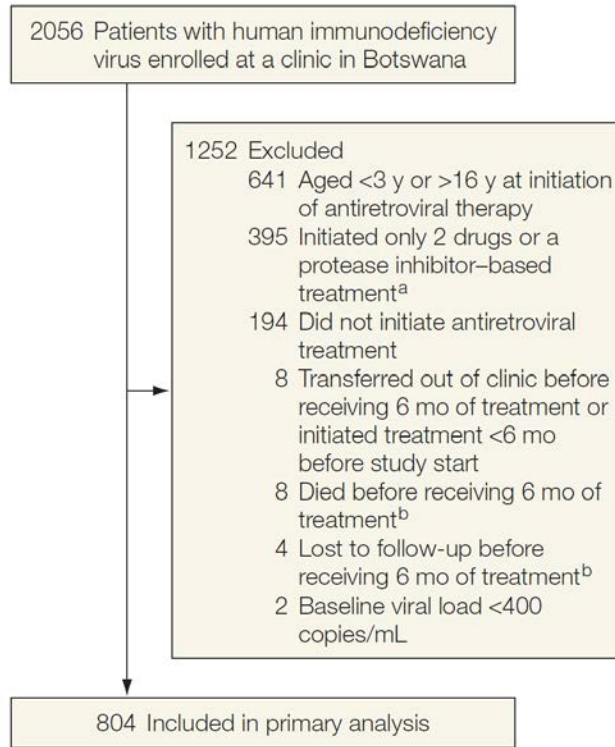 2056 Patients with human immunodeficiency
virus enrolled at a clinic in Botswana
1252 Excluded
641 Aged <3 y or >16 y at initiation
of antiretroviral therapy
395 Initiated only 2 drugs or a
protease inhibitor–based
treatmentᵃ
194 Did not initiate antiretroviral
treatment
8 Transferred out of clinic before
receiving 6 mo of treatment or
initiated treatment <6 mo
before study start
8 Died before receiving 6 mo of
treatmentᵇ
4 Lost to follow-up before
receiving 6 mo of treatmentᵇ
2 Baseline viral load <400
copies/mL
804 Included in primary analysis